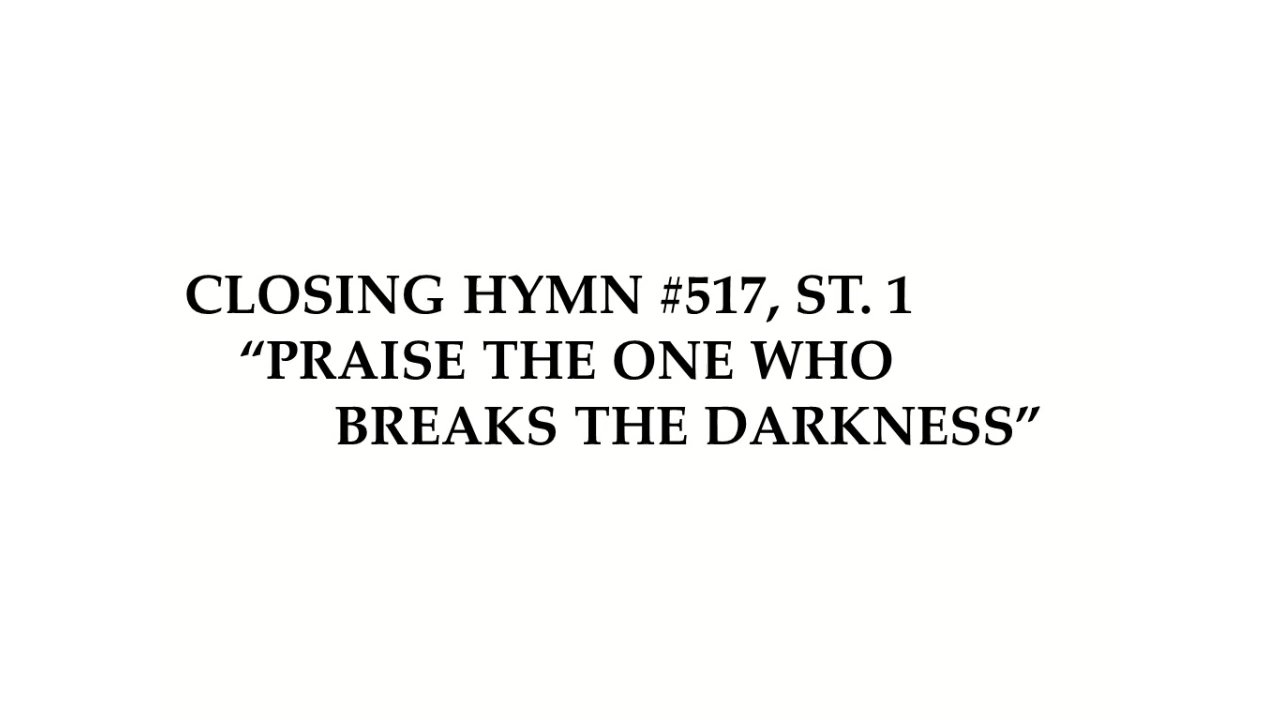 CLOSING HYMN #517, ST. 1
“PRAISE THE ONE WHO
BREAKS THE DARKNESS”